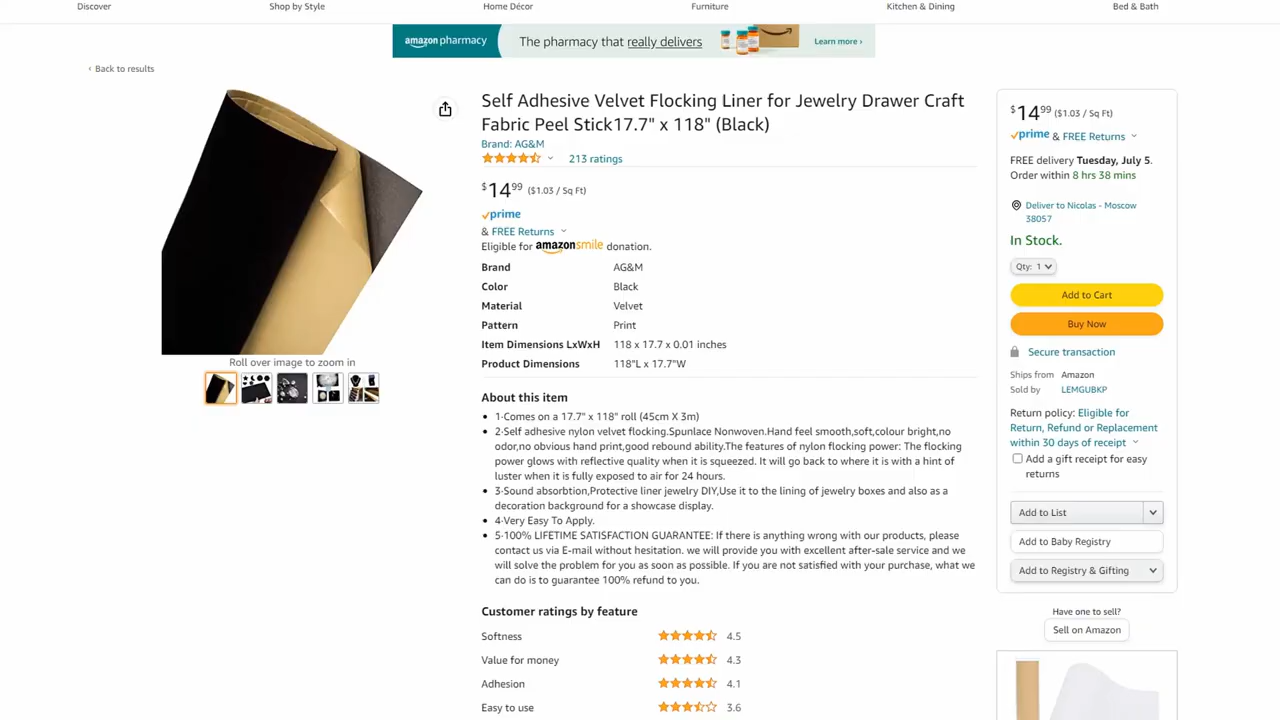 Discover Shop by Style Home Décor Furniture Kitchen & Dining Bed & Bath
amazon pharmacy The pharmacy that really delivers Learn more ›
‹ Back to results
Self Adhesive Velvet Flocking Liner for Jewelry Drawer Craft
Fabric Peel Stick17.7" x 118" (Black)
Brand: AG&M
213 ratings
$1499 ($1.03 / Sq Ft)
prime
& FREE Returns
Eligible for amazonsmile donation.
Brand AG&M
Color Black
Material Velvet
Pattern Print
Item Dimensions LxWxH 118 x 17.7 x 0.01 inches
Product Dimensions 118"L x 17.7"W
Roll over image to zoom in
About this item
• 1·Comes on a 17.7" x 118" roll (45cm X 3m)
• 2·Self adhesive nylon velvet flocking.Spunlace Nonwoven.Hand feel smooth,soft,colour bright,no
odor,no obvious hand print,good rebound ability.The features of nylon flocking power: The flocking
power glows with reflective quality when it is squeezed. It will go back to where it is with a hint of
luster when it is fully exposed to air for 24 hours.
• 3·Sound absorbtion,Protective liner jewelry DIY,Use it to the lining of jewelry boxes and also as a
decoration background for a showcase display.
• 4·Very Easy To Apply.
• 5·100% LIFETIME SATISFACTION GUARANTEE: If there is anything wrong with our products, please
contact us via E-mail without hesitation. we will provide you with excellent after-sale service and we
will solve the problem for you as soon as possible. If you are not satisfied with your purchase, what we
can do is to guarantee 100% refund to you.
Customer ratings by feature
Softness 4.5
Value for money 4.3
Adhesion 4.1
Easy to use 3.6
$1499 ($1.03 / Sq Ft)
prime & FREE Returns
FREE delivery Tuesday, July 5.
Order within 8 hrs 38 mins
Deliver to Nicolas - Moscow
38057
In Stock.
Qty: 1
Add to Cart
Buy Now
Secure transaction
Ships from Amazon
Sold by LEMGUBKP
Return policy: Eligible for
Return, Refund or Replacement
within 30 days of receipt
Add a gift receipt for easy
returns
Add to List
Add to Baby Registry
Add to Registry & Gifting
Have one to sell?
Sell on Amazon